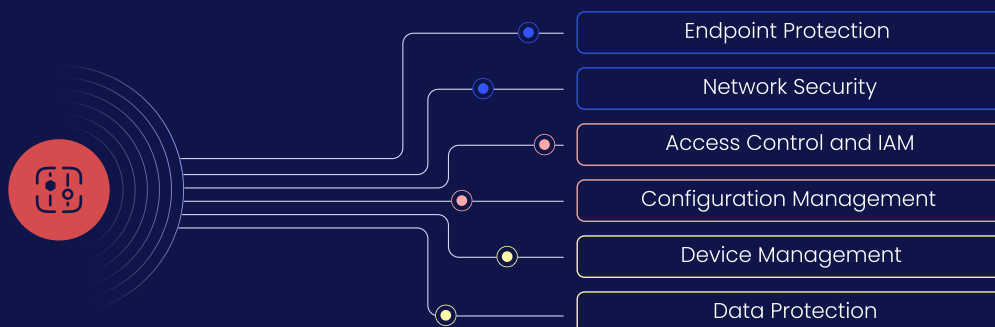 Endpoint Protection
Network Security
Access Control and IAM
Configuration Management
Device Management
Data Protection